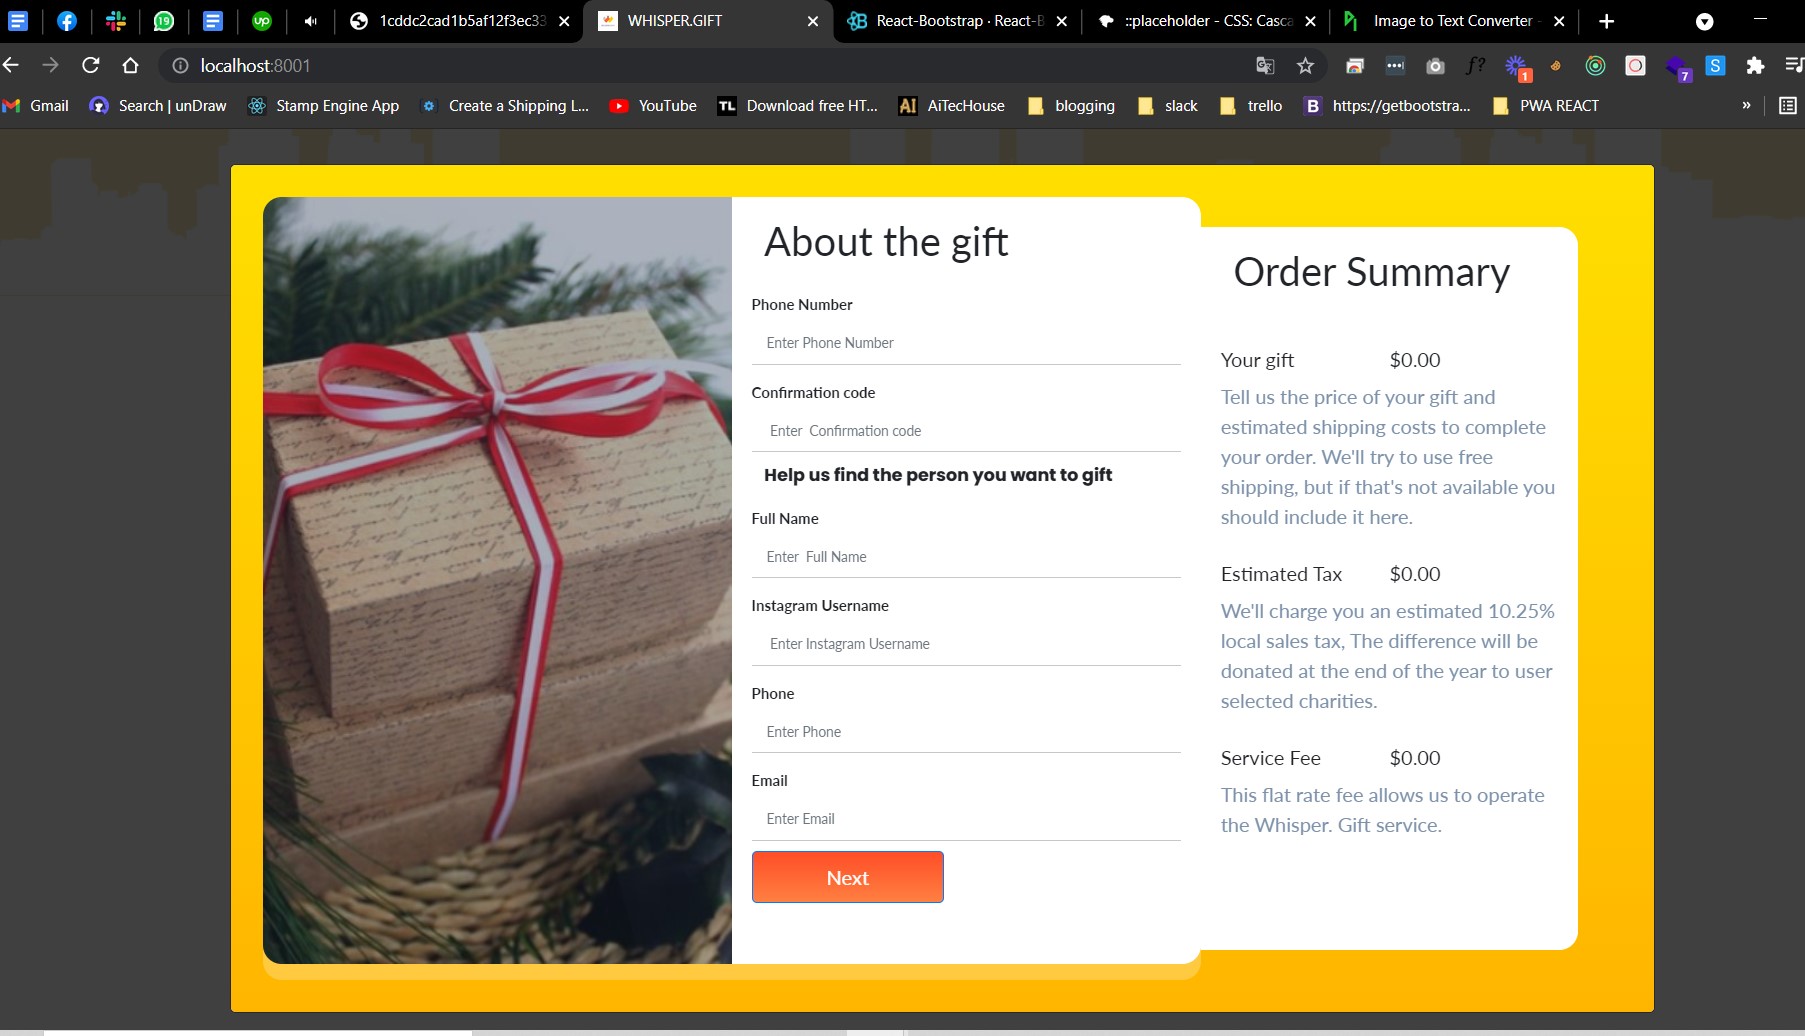 19
up
1cddc2cad1b5af12f3ec33
WHISPER.GIFT
React-Bootstrap · React-B
::placeholder - CSS: Casca
Image to Text Converter -
localhost:8001
f?
1
7
S
Gmail
Search | unDraw
Stamp Engine App
Create a Shipping L...
YouTube
TL
Download free HT...
AI
AiTecHouse
blogging
slack
trello
B
https://getbootstra...
PWA REACT
»
About the gift
Phone Number
Enter Phone Number
Confirmation code
Enter  Confirmation code
Help us find the person you want to gift
Full Name
Enter  Full Name
Instagram Username
Enter Instagram Username
Phone
Enter Phone
Email
Enter Email
Next
Order Summary
Your gift $0.00
Tell us the price of your gift and
estimated shipping costs to complete
your order. We'll try to use free
shipping, but if that's not available you
should include it here.
Estimated Tax $0.00
We'll charge you an estimated 10.25%
local sales tax, The difference will be
donated at the end of the year to user
selected charities.
Service Fee $0.00
This flat rate fee allows us to operate
the Whisper. Gift service.